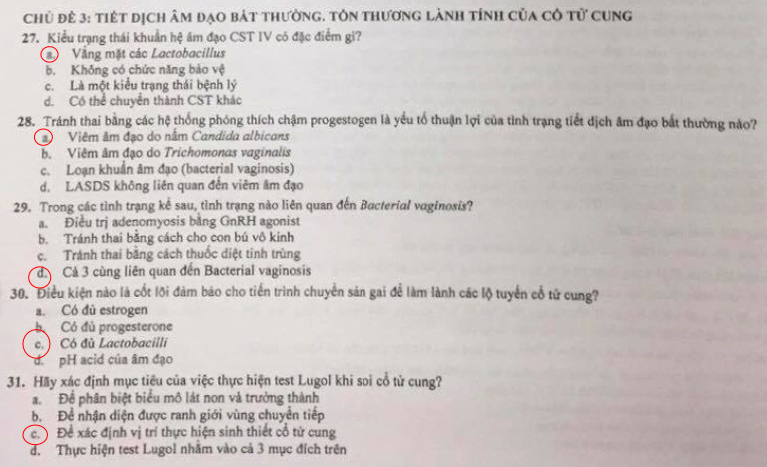 CHỦ ĐỀ 3: TIẾT DỊCH ÂM ĐẠO BẤT THƯỜNG. TỔN THƯƠNG LÀNH TÍNH CỦA CỔ TỬ CUNG
27. Kiểu trạng thái khuẩn hệ âm đạo CST IV có đặc điểm gì?
a. Vắng mặt các Lactobacillus
b. Không có chức năng bảo vệ
c. Là một kiểu trạng thái bệnh lý
d. Có thể chuyển thành CST khác
28. Tránh thai bằng các hệ thống phóng thích chậm progestogen là yếu tố thuận lợi của tình trạng tiết dịch âm đạo bất thường nào?
a. Viêm âm đạo do nấm Candida albicans
b. Viêm âm đạo do Trichomonas vaginalis
c. Loạn khuẩn âm đạo (bacterial vaginosis)
d. LASDS không liên quan đến viêm âm đạo
29. Trong các tình trạng kể sau, tình trạng nào liên quan đến Bacterial vaginosis?
a. Điều trị adenomyosis bằng GnRH agonist
b. Tránh thai bằng cách cho con bú vô kinh
c. Tránh thai bằng cách thuốc diệt tinh trùng
d. Cả 3 cùng liên quan đến Bacterial vaginosis
30. Điều kiện nào là cốt lõi đảm bảo cho tiến trình chuyển sản gai để làm lành các lộ tuyến cổ tử cung?
a. Có đủ estrogen
b. Có đủ progesterone
c. Có đủ Lactobacilli
d. pH acid của âm đạo
31. Hãy xác định mục tiêu của việc thực hiện test Lugol khi soi cổ tử cung?
a. Để phân biệt biểu mô lát non và trưởng thành
b. Để nhận diện được ranh giới vùng chuyển tiếp
c. Để xác định vị trí thực hiện sinh thiết cổ tử cung
d. Thực hiện test Lugol nhằm vào cả 3 mục đích trên